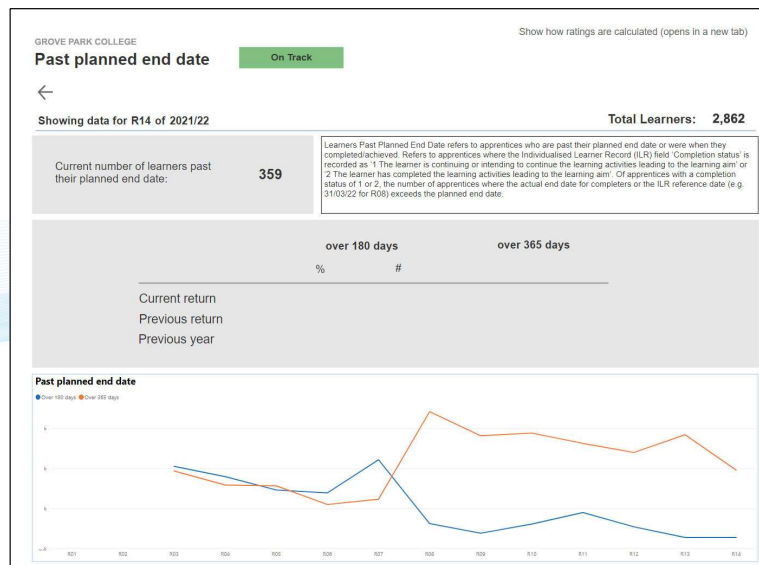 Show how ratings are calculated (opens in a new tab)
GROVE PARK COLLEGE
Past planned end date
On Track
Showing data for R14 of 2021/22
Total Learners: 2,862
Current number of learners past
their planned end date:
359
Learners Past Planned End Date refers to apprentices who are past their planned end date or were when they
completed/achieved. Refers to apprentices where the Individualised Learner Record (ILR) field 'Completion status' is
recorded as '1 The learner is continuing or intending to continue the learning activities leading to the learning aim' or
'2 The learner has completed the learning activities leading to the learning aim'. Of apprentices with a completion
status of 1 or 2, the number of apprentices where the actual end date for completers or the ILR reference date (e.g.
31/03/22 for R08) exceeds the planned end date.
over 180 days over 365 days
% #
Current return
Previous return
Previous year
Past planned end date
Over 180 days Over 365 days
R01 R02 R03 R04 R05 R06 R07 R08 R09 R10 R11 R12 R13 R14